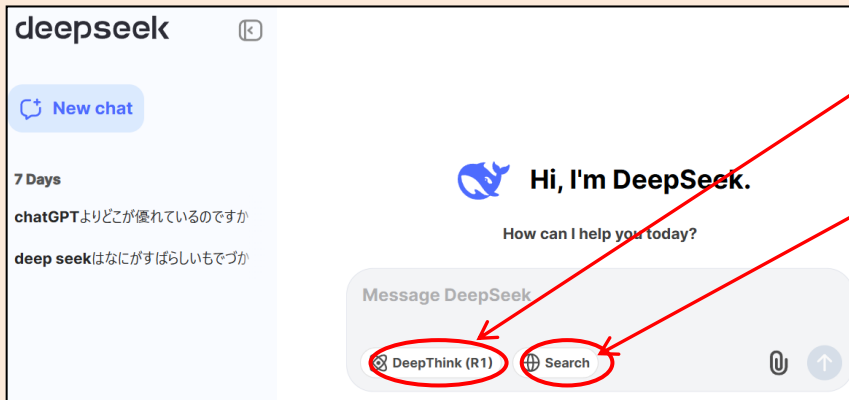 deepseek
New chat
7 Days
chatGPTよりどこが優れているのですか
deep seekはなにがすばらしいもでづか
Hi, I'm DeepSeek.
How can I help you today?
Message DeepSeek
DeepThink (R1)
Search